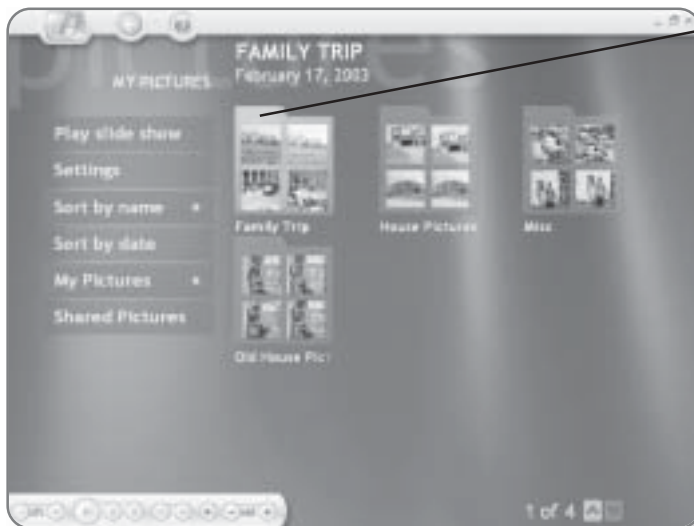 FAMILY TRIP
February 17, 2003
MY PICTURES
Play slide show
Settings
Sort by name
Sort by date
My Pictures
Shared Pictures
Family Trip
House Pictures
Misc
Old House Pict
1 of 4